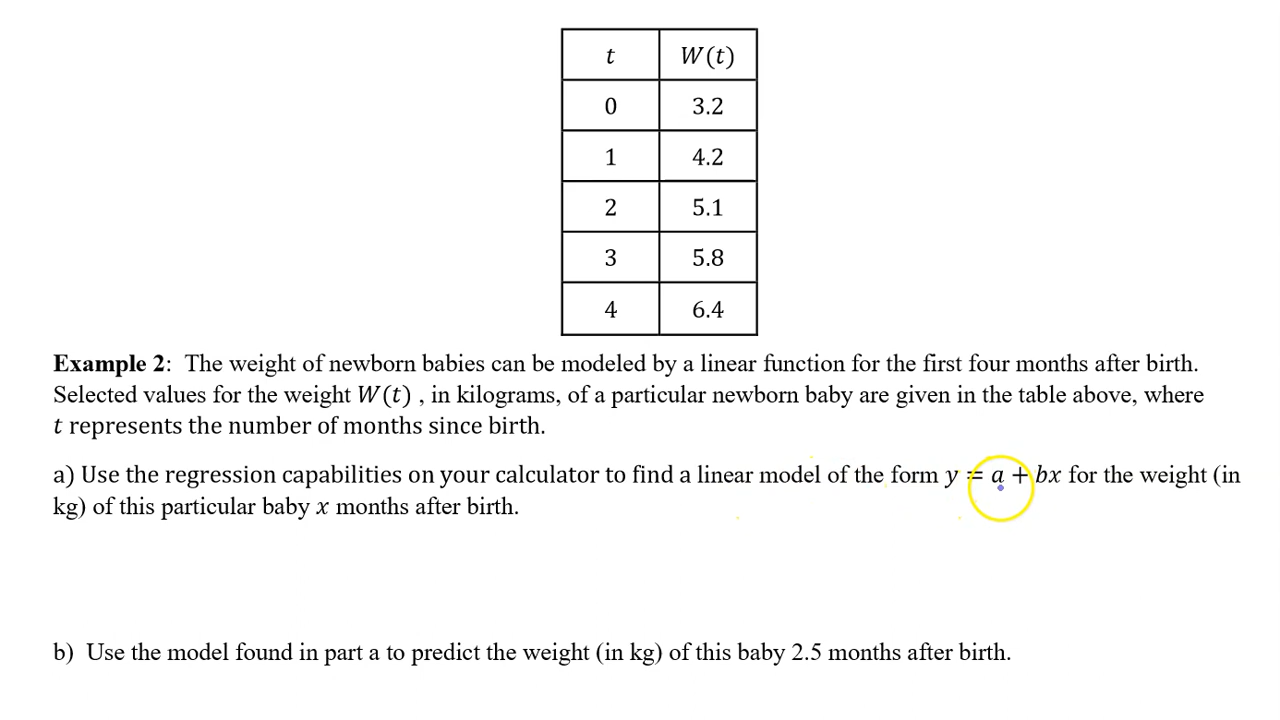 t W(t)
0 3.2
1 4.2
2 5.1
3 5.8
4 6.4
Example 2: The weight of newborn babies can be modeled by a linear function for the first four months after birth.
Selected values for the weight W(t) , in kilograms, of a particular newborn baby are given in the table above, where
t represents the number of months since birth.
a) Use the regression capabilities on your calculator to find a linear model of the form y = a + bx for the weight (in
kg) of this particular baby x months after birth.
b) Use the model found in part a to predict the weight (in kg) of this baby 2.5 months after birth.